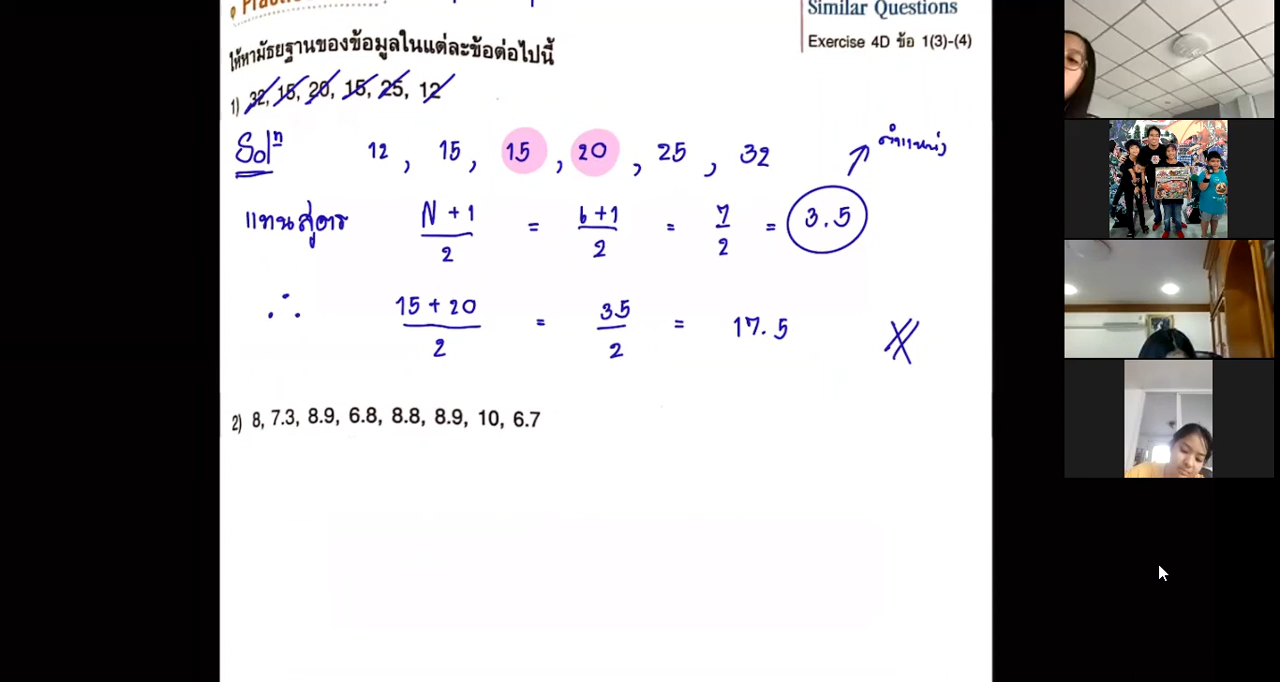 Similar Questions
Exercise 4D ข้อ 1(3)-(4)
ให้หามัธยฐานของข้อมูลในแต่ละข้อต่อไปนี้
1) 32, 15, 20, 15, 25, 12
Solⁿ 12 , 15 , 15 , 20 , 25 , 32
ตำแหน่ง
แทนสูตร N + 1 / 2 = 6 + 1 / 2 = 7 / 2 = 3.5
∴ 15 + 20 / 2 = 35 / 2 = 17.5
2) 8, 7.3, 8.9, 6.8, 8.8, 8.9, 10, 6.7